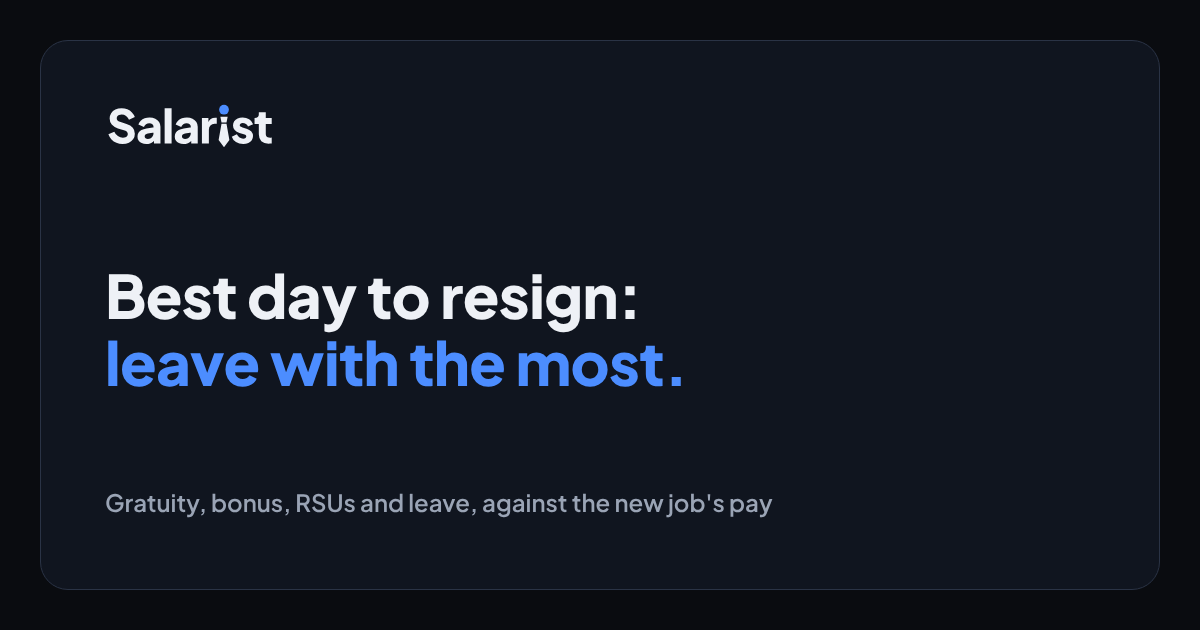 Salarist
Best day to resign:
leave with the most.
Gratuity, bonus, RSUs and leave, against the new job's pay